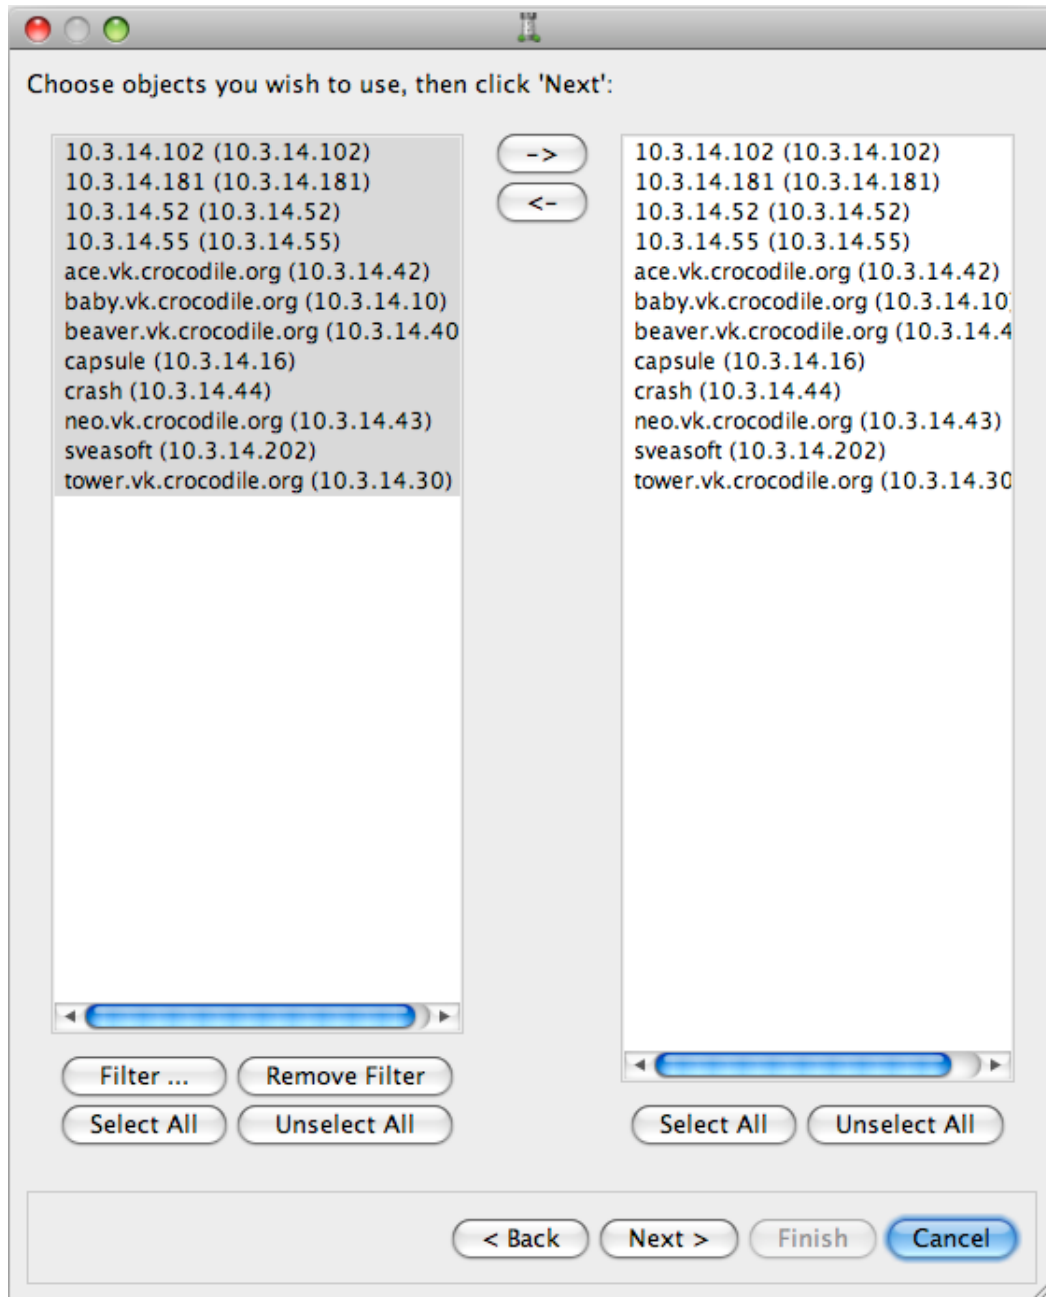 Choose objects you wish to use, then click 'Next':
10.3.14.102 (10.3.14.102)
10.3.14.181 (10.3.14.181)
10.3.14.52 (10.3.14.52)
10.3.14.55 (10.3.14.55)
ace.vk.crocodile.org (10.3.14.42)
baby.vk.crocodile.org (10.3.14.10)
beaver.vk.crocodile.org (10.3.14.40
capsule (10.3.14.16)
crash (10.3.14.44)
neo.vk.crocodile.org (10.3.14.43)
sveasoft (10.3.14.202)
tower.vk.crocodile.org (10.3.14.30)
Filter ... Remove Filter
Select All Unselect All
->
<-
10.3.14.102 (10.3.14.102)
10.3.14.181 (10.3.14.181)
10.3.14.52 (10.3.14.52)
10.3.14.55 (10.3.14.55)
ace.vk.crocodile.org (10.3.14.42)
baby.vk.crocodile.org (10.3.14.10)
beaver.vk.crocodile.org (10.3.14.4
capsule (10.3.14.16)
crash (10.3.14.44)
neo.vk.crocodile.org (10.3.14.43)
sveasoft (10.3.14.202)
tower.vk.crocodile.org (10.3.14.30
Select All Unselect All
< Back Next > Finish Cancel